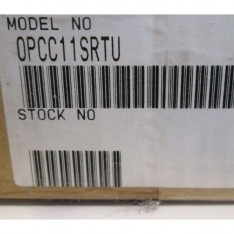 MODEL NO
OPCC11SRTU
STOCK NO